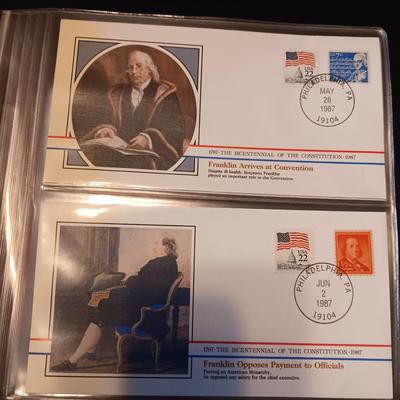 USA
22
PHILADELPHIA, PA
MAY
28
1987
19104
1787-THE BICENTENNIAL OF THE CONSTITUTION-1987
Franklin Arrives at Convention
Despite ill health, Benjamin Franklin
played an important role in the Convention.
USA
22
PHILADELPHIA, PA
JUN
2
1987
19104
1787-THE BICENTENNIAL OF THE CONSTITUTION-1987
Franklin Opposes Payment to Officials
Fearing an American Monarchy,
he opposed any salary for the chief executive.